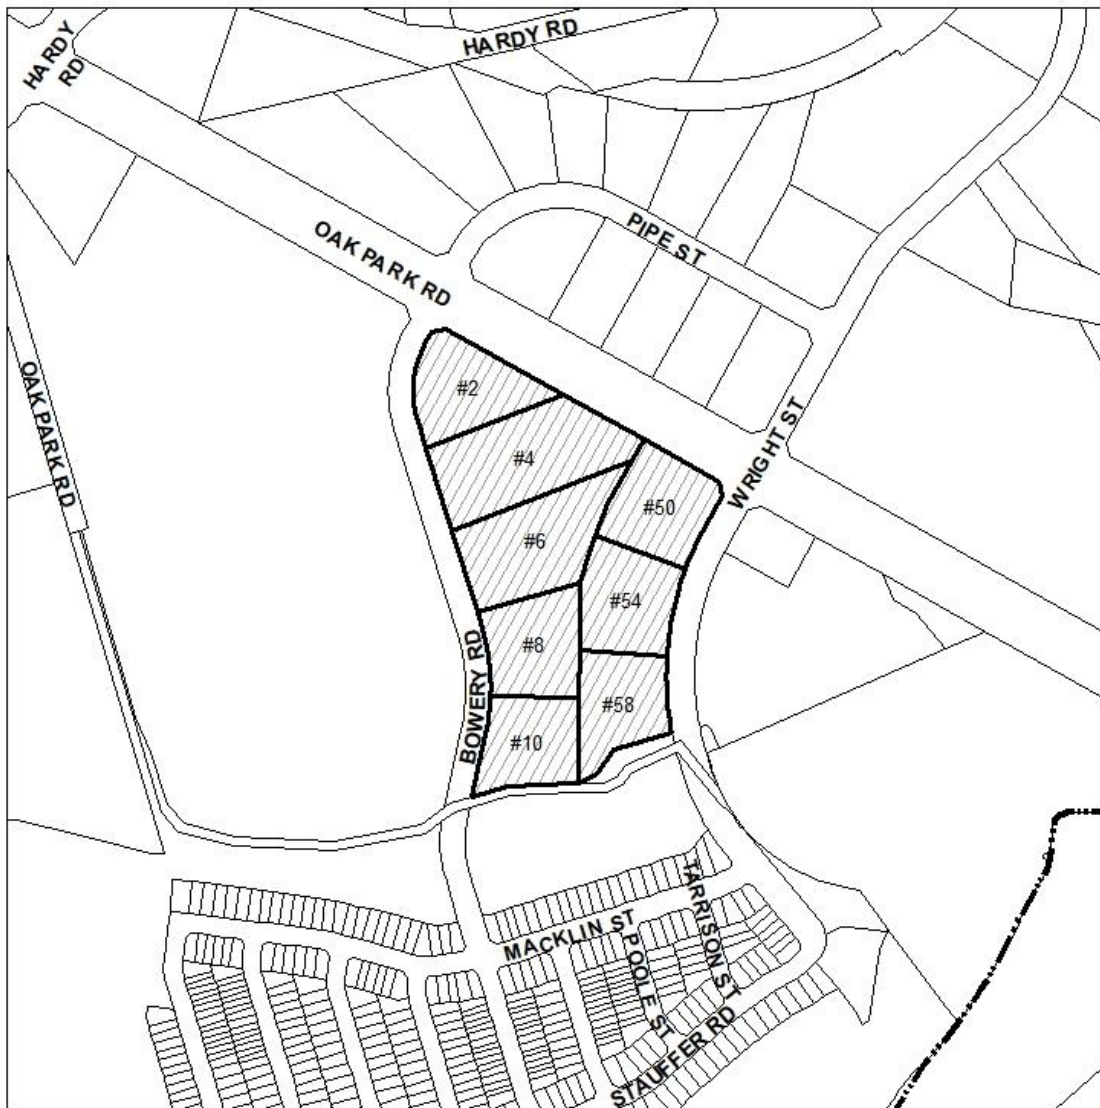 HARDY RD
HARDY
RD
OAK PARK RD
PIPE ST
OAK PARK RD
WRIGHT ST
#2
#4
#50
#6
#54
#8
#58
#10
BOWERY RD
MACKLIN ST
TARRISON ST
POOLE ST
STAUFFER RD